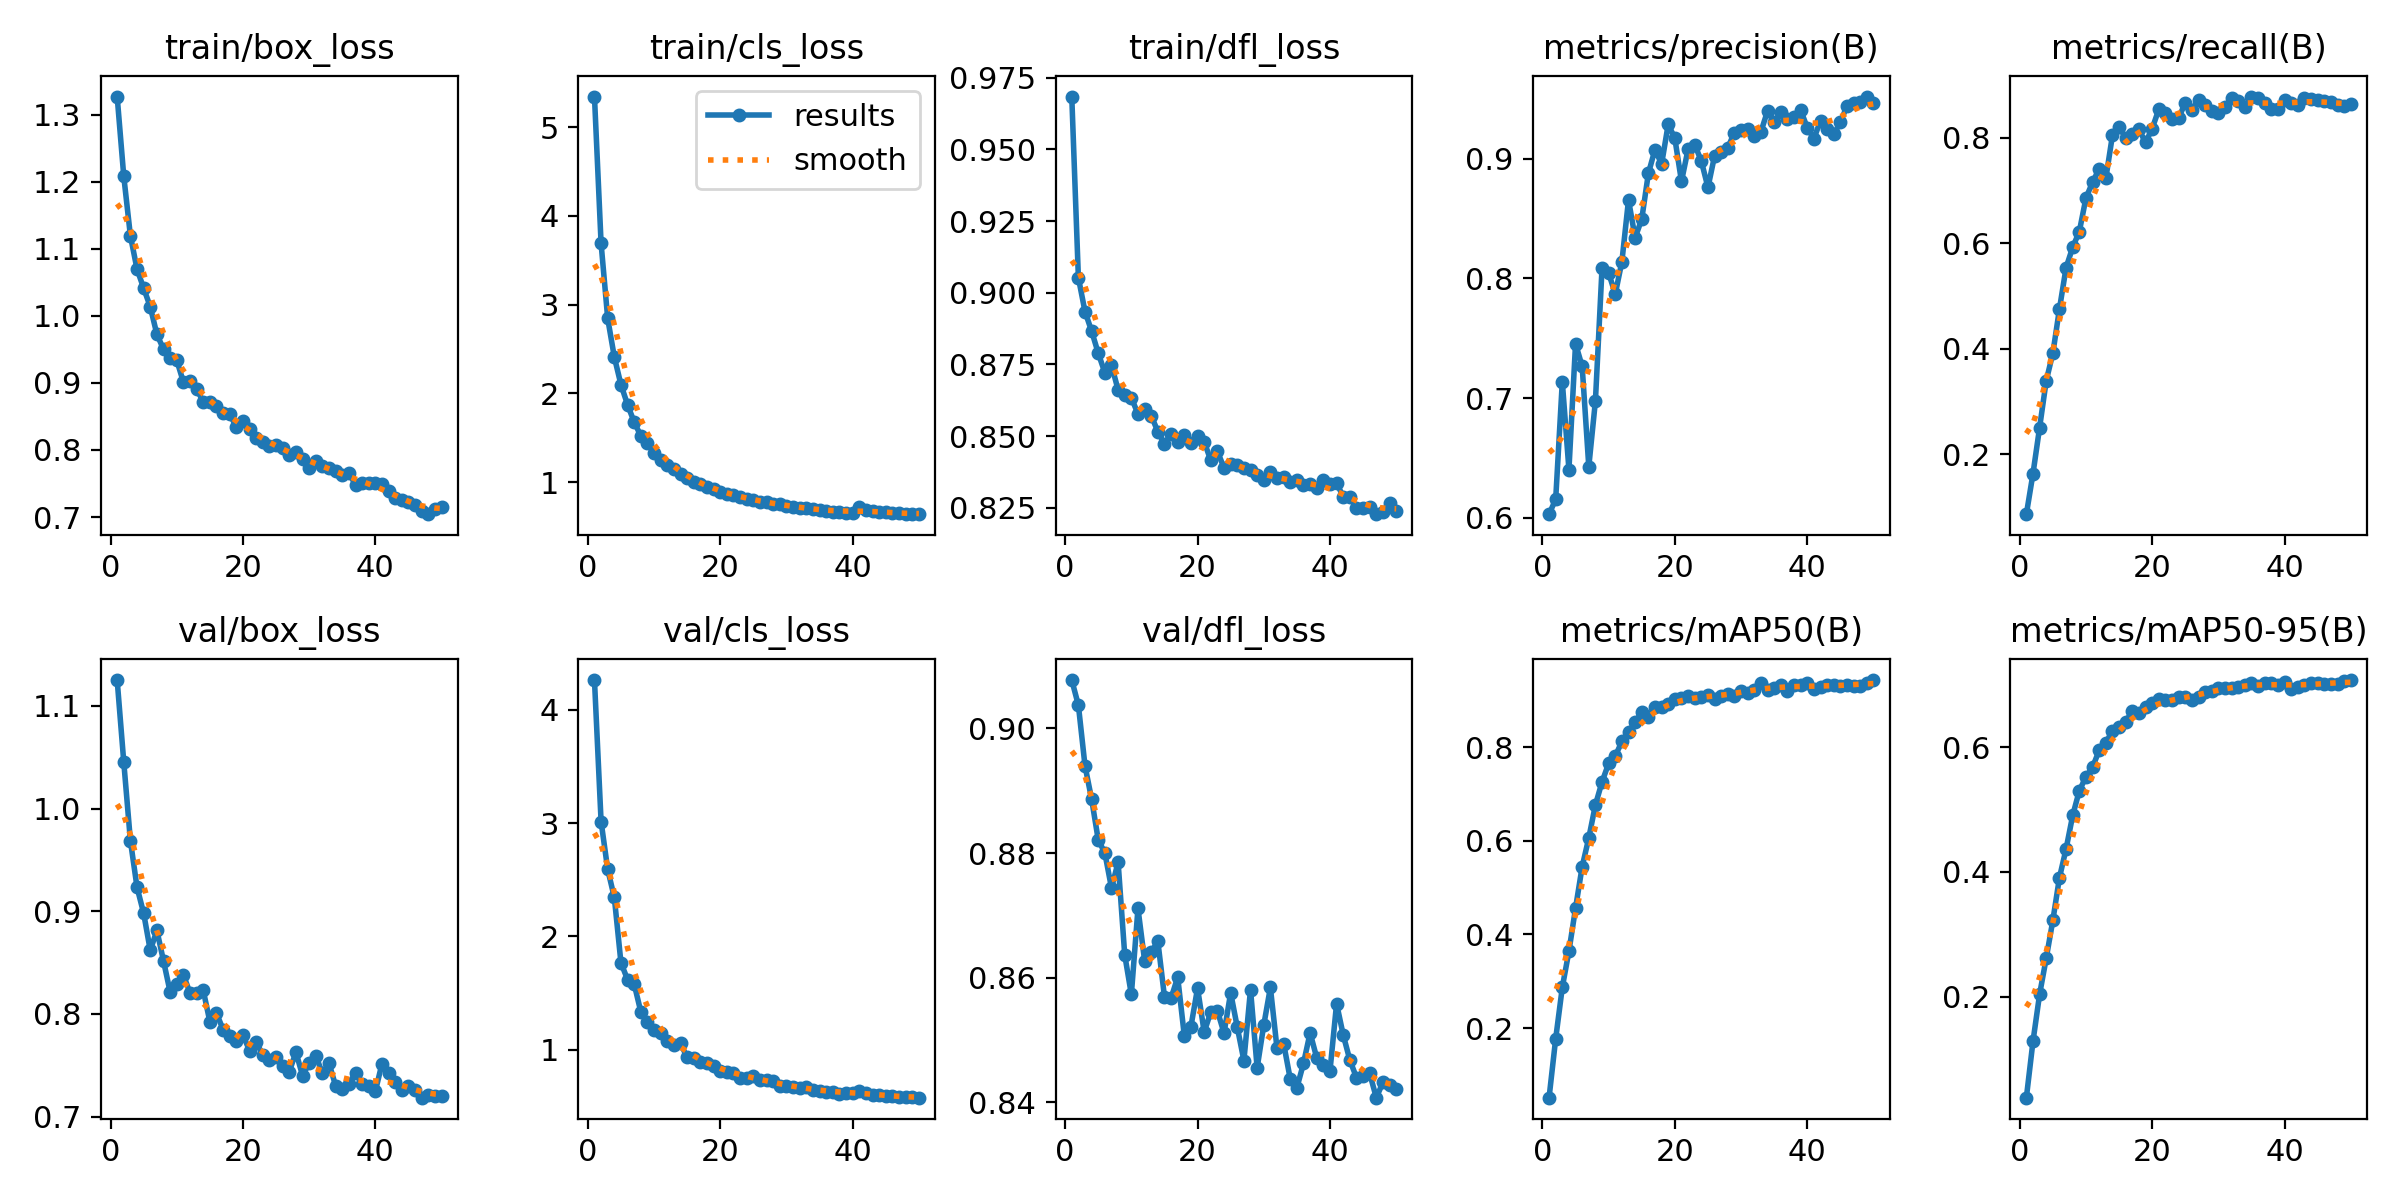 train/box_loss
1.3
1.2
1.1
1.0
0.9
0.8
0.7
0 20 40
train/cls_loss
results
smooth
5
4
3
2
1
0 20 40
train/dfl_loss
0.975
0.950
0.925
0.900
0.875
0.850
0.825
0 20 40
metrics/precision(B)
0.9
0.8
0.7
0.6
0 20 40
metrics/recall(B)
0.8
0.6
0.4
0.2
0 20 40
val/box_loss
1.1
1.0
0.9
0.8
0.7
0 20 40
val/cls_loss
4
3
2
1
0 20 40
val/dfl_loss
0.90
0.88
0.86
0.84
0 20 40
metrics/mAP50(B)
0.8
0.6
0.4
0.2
0 20 40
metrics/mAP50-95(B)
0.6
0.4
0.2
0 20 40